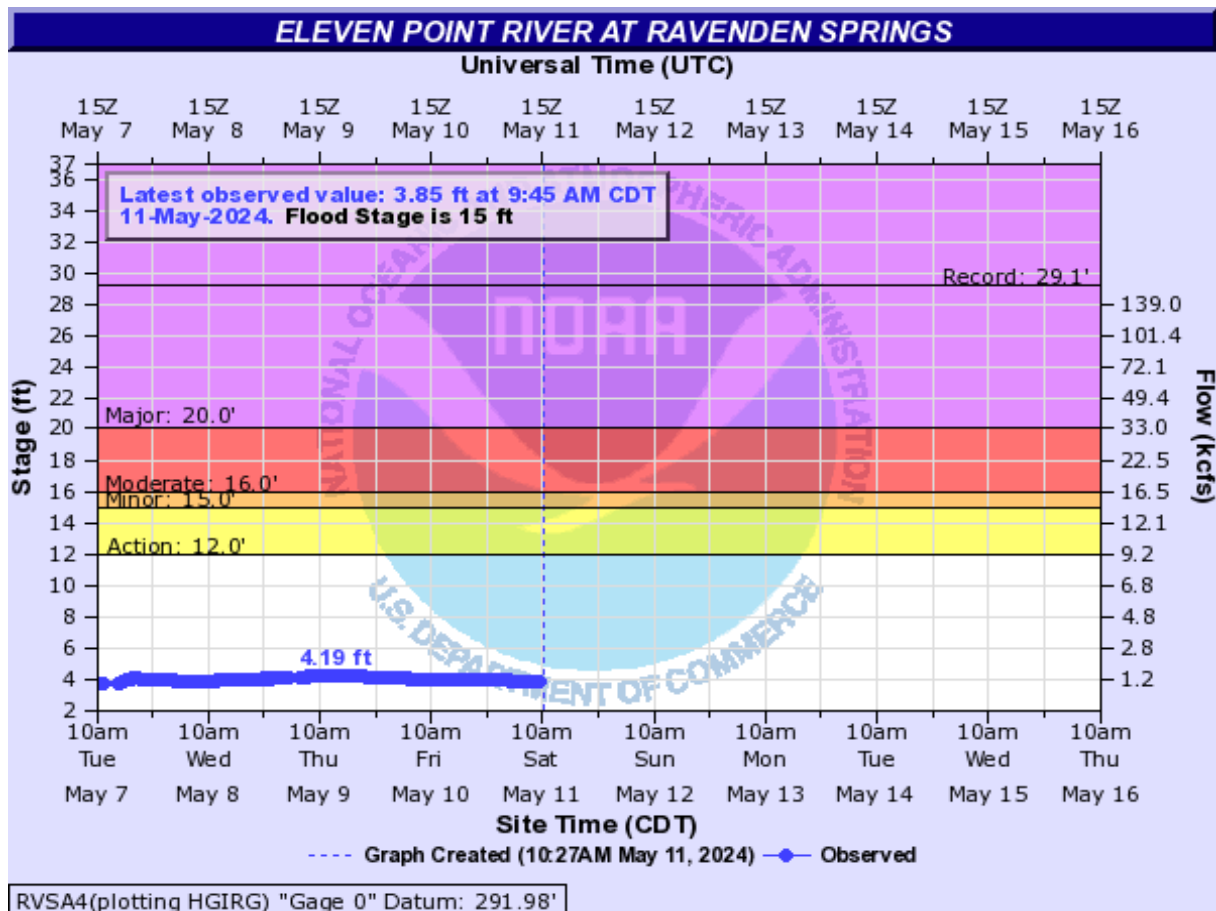 ELEVEN POINT RIVER AT RAVENDEN SPRINGS
Universal Time (UTC)
15Z 15Z 15Z 15Z 15Z 15Z 15Z 15Z 15Z 15Z
May 7 May 8 May 9 May 10 May 11 May 12 May 13 May 14 May 15 May 16
Latest observed value: 3.85 ft at 9:45 AM CDT
11-May-2024. Flood Stage is 15 ft
37
36
34
32
30
28
26
24
22
20
18
16
14
12
10
8
6
4
2
Stage (ft)
Record: 29.1'
Major: 20.0'
Moderate: 16.0'
Minor: 15.0'
Action: 12.0'
4.19 ft
NATIONAL OCEANIC AND ATMOSPHERIC ADMINISTRATION
NOAA
U.S. DEPARTMENT OF COMMERCE
139.0
101.4
72.1
49.4
33.0
22.5
16.5
12.1
9.2
6.8
4.8
2.8
1.2
Flow (kcfs)
10am 10am 10am 10am 10am 10am 10am 10am 10am 10am
Tue Wed Thu Fri Sat Sun Mon Tue Wed Thu
May 7 May 8 May 9 May 10 May 11 May 12 May 13 May 14 May 15 May 16
Site Time (CDT)
Graph Created (10:27AM May 11, 2024) Observed
RVSA4(plotting HGIRG) "Gage 0" Datum: 291.98'